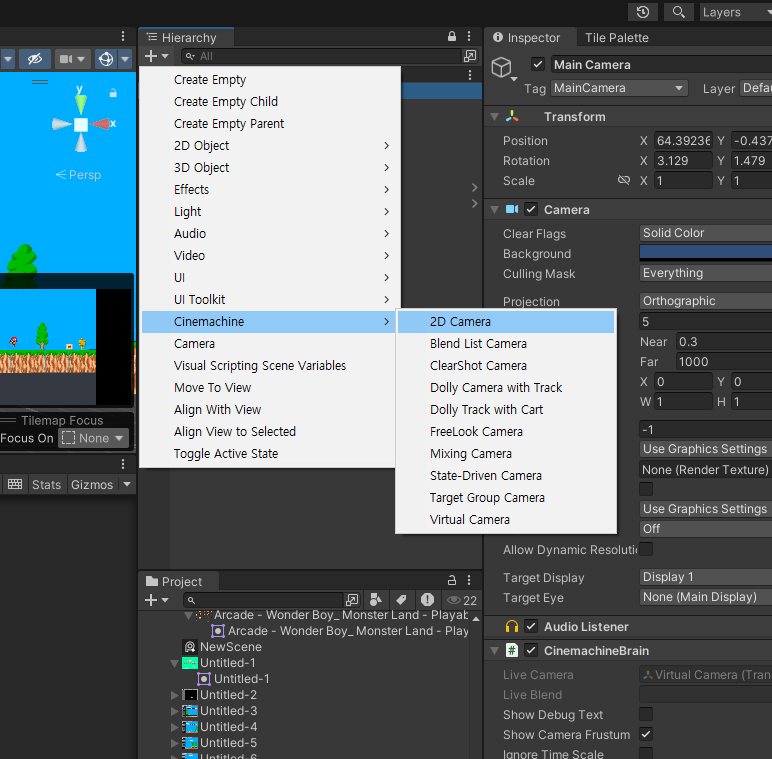 Layers
Hierarchy
All
Inspector
Tile Palette
Main Camera
Tag
MainCamera
Layer
Create Empty
Create Empty Child
Create Empty Parent
2D Object
3D Object
Effects
Light
Audio
Video
UI
UI Toolkit
Cinemachine
Camera
Visual Scripting Scene Variables
Move To View
Align With View
Align View to Selected
Toggle Active State
2D Camera
Blend List Camera
ClearShot Camera
Dolly Camera with Track
Dolly Track with Cart
FreeLook Camera
Mixing Camera
State-Driven Camera
Target Group Camera
Virtual Camera
y
x
Persp
Tilemap Focus
Focus On
None
Stats
Gizmos
Transform
Position X 64.39236 Y -0.437
Rotation X 3.129 Y 1.479
Scale X 1 Y 1
Camera
Clear Flags
Solid Color
Background
Culling Mask
Everything
Projection
Orthographic
5
Near 0.3
Far 1000
X 0 Y 0
W 1 H 1
-1
Use Graphics Settings
None (Render Texture)
Use Graphics Settings
Off
Allow Dynamic Resolutio
Target Display
Display 1
Target Eye
None (Main Display)
Audio Listener
CinemachineBrain
Live Camera
Virtual Camera (Tran
Live Blend
Show Debug Text
Show Camera Frustum
Ignore Time Scale
Project
22
Arcade - Wonder Boy_ Monster Land - Playab
Arcade - Wonder Boy_ Monster Land - Play
NewScene
Untitled-1
Untitled-1
Untitled-2
Untitled-3
Untitled-4
Untitled-5
Untitled-6